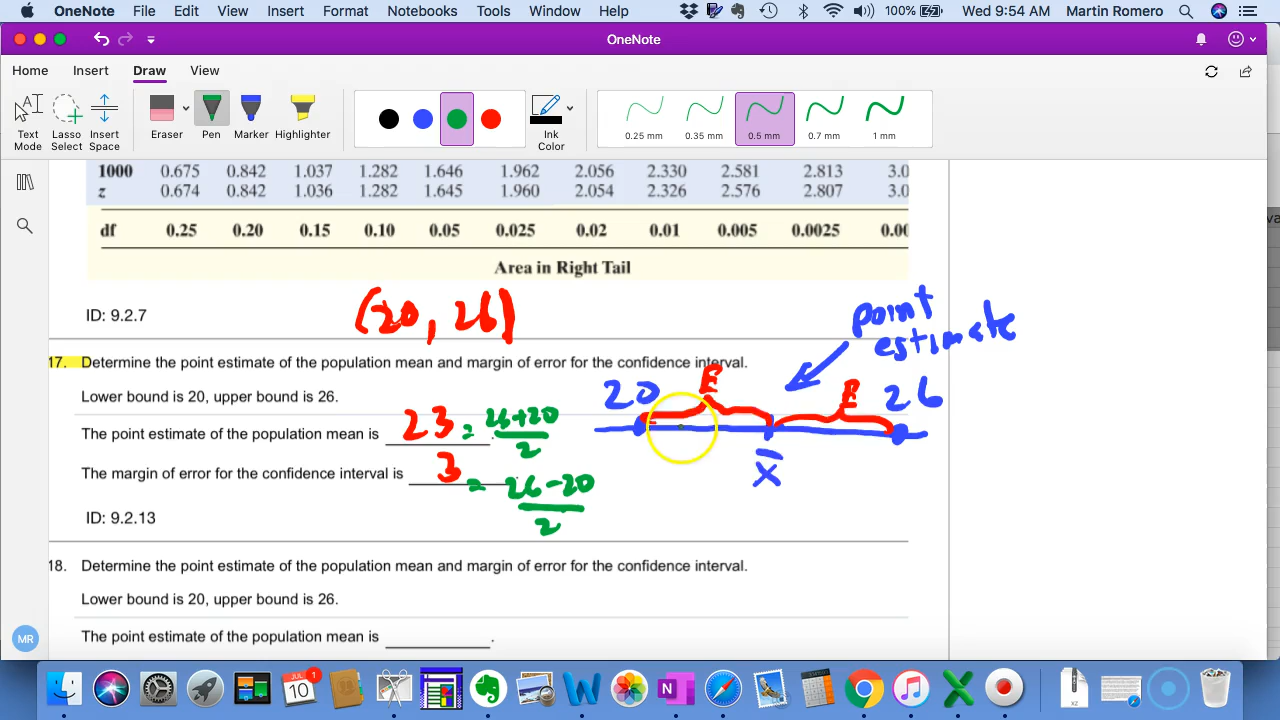 OneNote File Edit View Insert Format Notebooks Tools Window Help 100% Wed 9:54 AM Martin Romero
OneNote
Home Insert Draw View
Text Mode Lasso Select Insert Space Eraser Pen Marker Highlighter Ink Color 0.25 mm 0.35 mm 0.5 mm 0.7 mm 1 mm
1000 0.675 0.842 1.037 1.282 1.646 1.962 2.056 2.330 2.581 2.813 3.0
z 0.674 0.842 1.036 1.282 1.645 1.960 2.054 2.326 2.576 2.807 3.0
df 0.25 0.20 0.15 0.10 0.05 0.025 0.02 0.01 0.005 0.0025 0.00
Area in Right Tail
ID: 9.2.7
(20, 26)
point estimate
17. Determine the point estimate of the population mean and margin of error for the confidence interval.
Lower bound is 20, upper bound is 26.
20 E E 26
The point estimate of the population mean is 23 = 26+20 / 2
x̄
The margin of error for the confidence interval is 3 = 26-20 / 2
ID: 9.2.13
18. Determine the point estimate of the population mean and margin of error for the confidence interval.
Lower bound is 20, upper bound is 26.
The point estimate of the population mean is ________.
MR
JUL 10 1